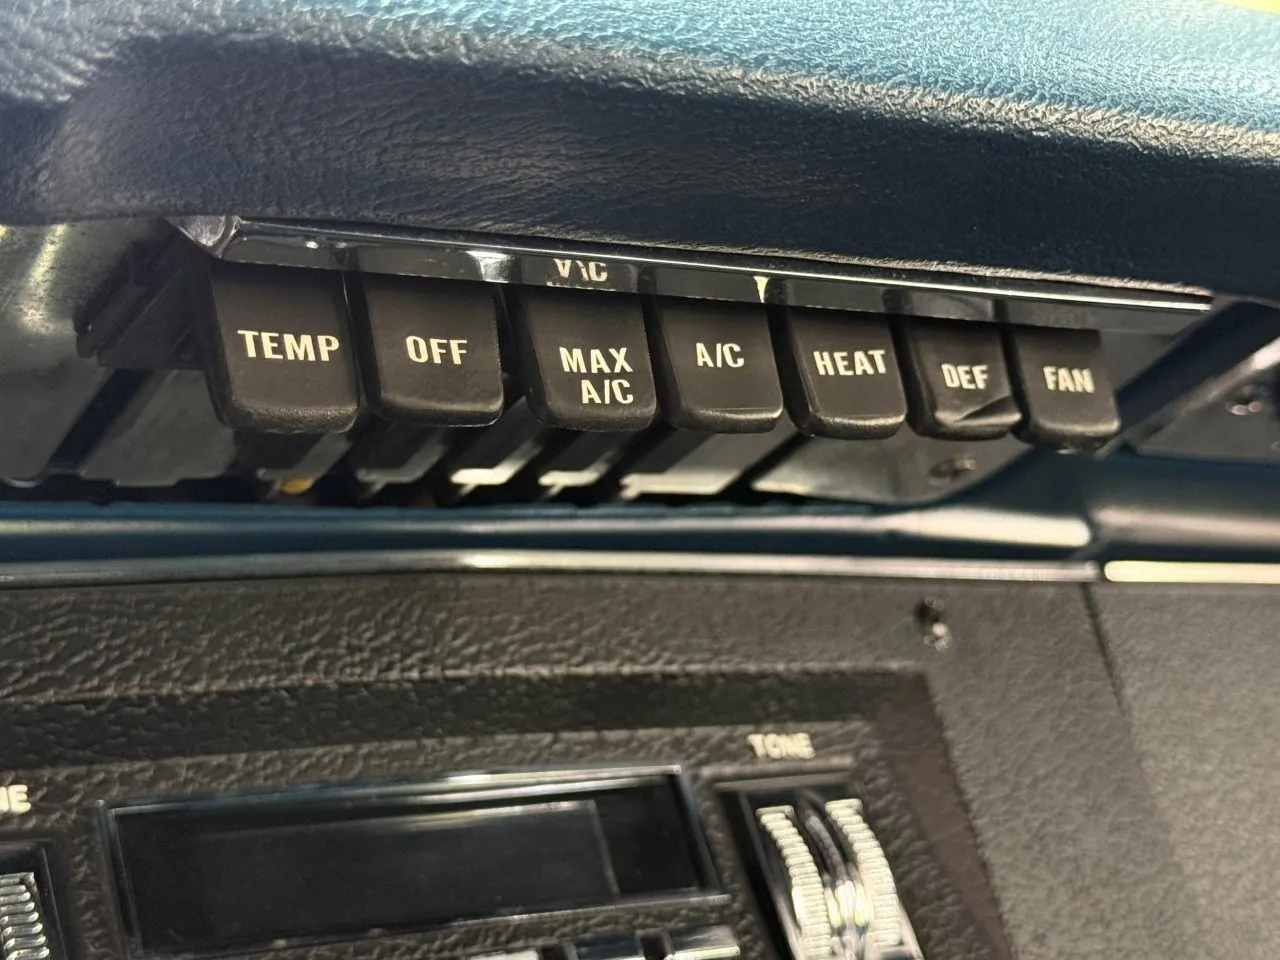 TEMP
OFF
MAX
A/C
A/C
HEAT
DEF
FAN
TONE